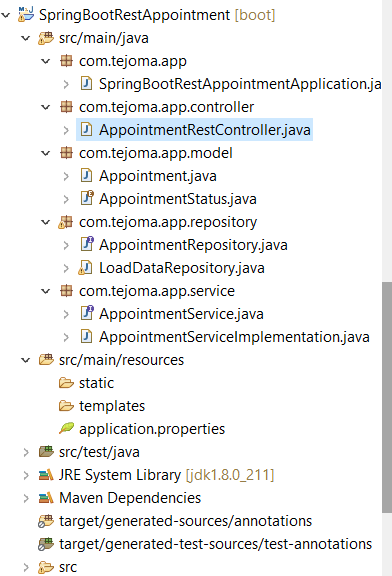 SpringBootRestAppointment [boot]
src/main/java
com.tejoma.app
SpringBootRestAppointmentApplication.ja
com.tejoma.app.controller
AppointmentRestController.java
com.tejoma.app.model
Appointment.java
AppointmentStatus.java
com.tejoma.app.repository
AppointmentRepository.java
LoadDataRepository.java
com.tejoma.app.service
AppointmentService.java
AppointmentServiceImplementation.java
src/main/resources
static
templates
application.properties
src/test/java
JRE System Library [jdk1.8.0_211]
Maven Dependencies
target/generated-sources/annotations
target/generated-test-sources/test-annotations
src